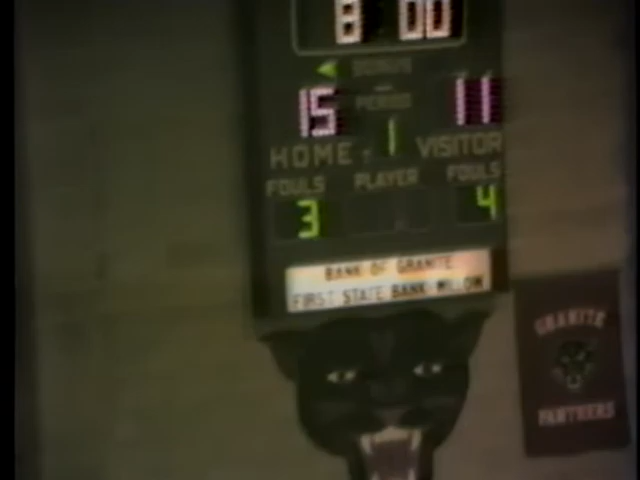 8 00
BONUS
15 PERIOD 11
HOME 1 VISITOR
FOULS PLAYER FOULS
3 4
BANK OF GRANITE
FIRST STATE BANK WILLOW
GRANITE
PANTHERS